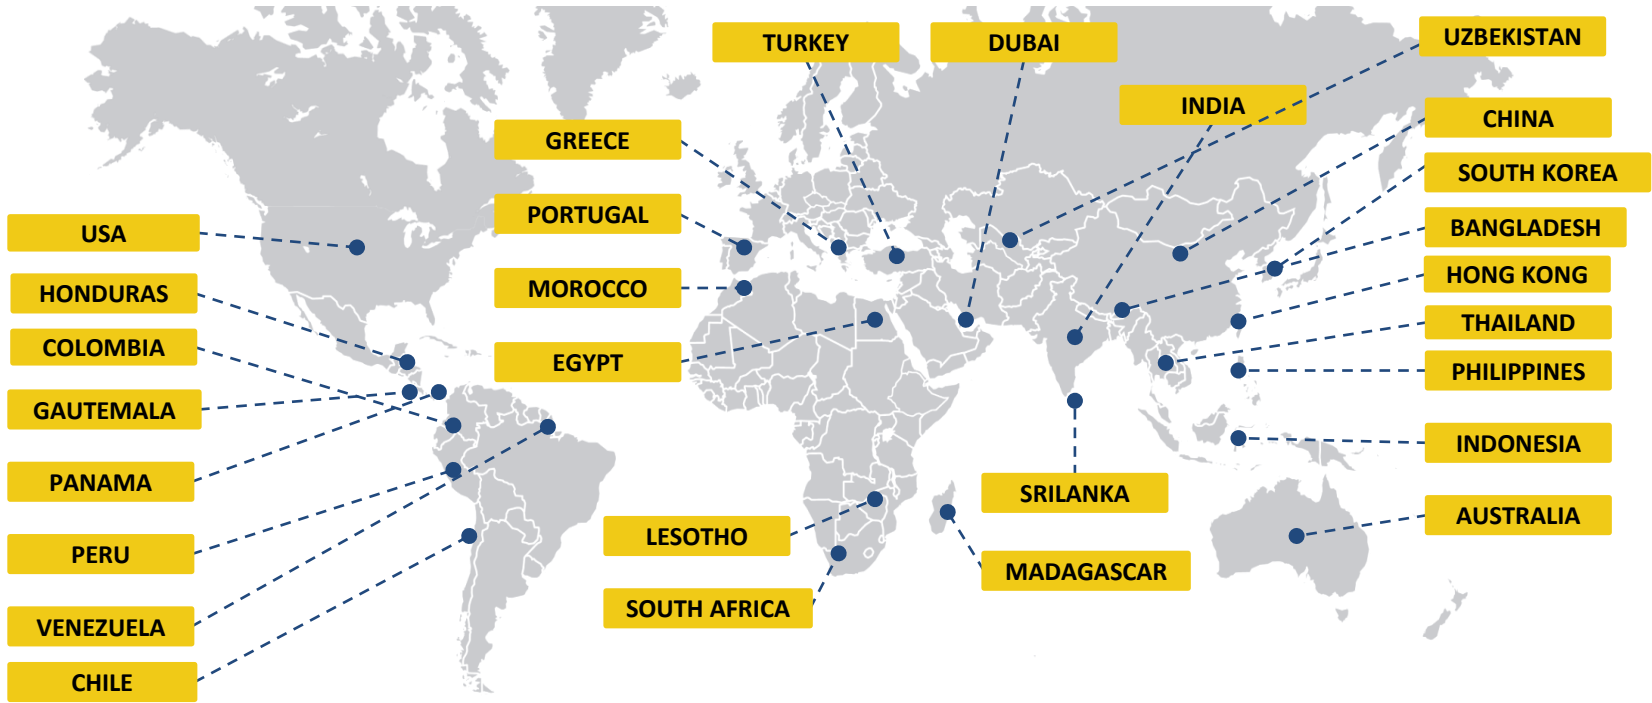 TURKEY
DUBAI
UZBEKISTAN
INDIA
CHINA
GREECE
SOUTH KOREA
PORTUGAL
BANGLADESH
USA
HONG KONG
MOROCCO
HONDURAS
THAILAND
COLOMBIA
EGYPT
PHILIPPINES
GAUTEMALA
INDONESIA
PANAMA
SRILANKA
AUSTRALIA
LESOTHO
PERU
MADAGASCAR
SOUTH AFRICA
VENEZUELA
CHILE